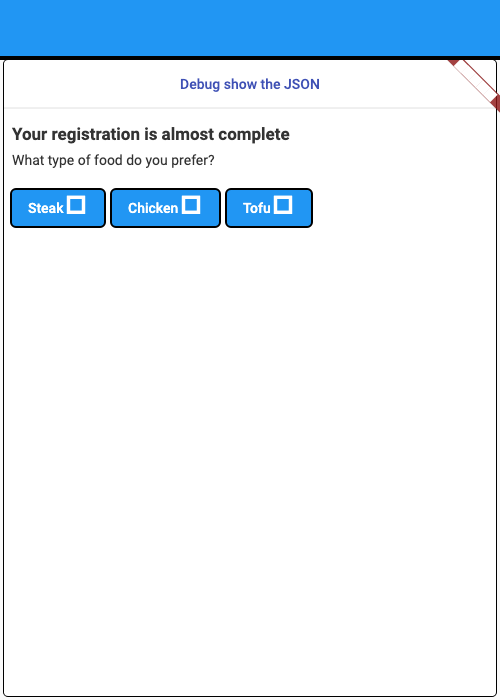 Debug show the JSON
Your registration is almost complete
What type of food do you prefer?
Steak Chicken Tofu